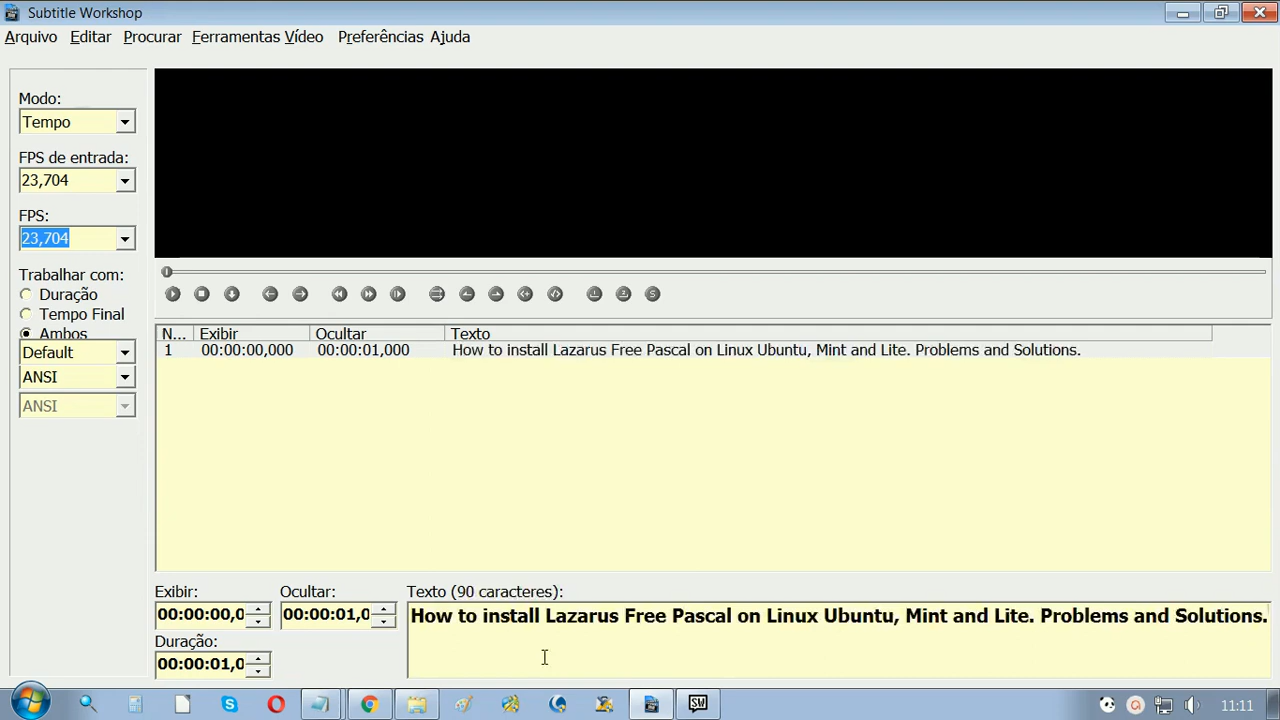 Subtitle Workshop
Arquivo Editar Procurar Ferramentas Vídeo Preferências Ajuda
Modo:
Tempo
FPS de entrada:
23,704
FPS:
23,704
Trabalhar com:
Duração
Tempo Final
Ambos
Default
ANSI
ANSI
N... Exibir Ocultar Texto
1 00:00:00,000 00:00:01,000 How to install Lazarus Free Pascal on Linux Ubuntu, Mint and Lite. Problems and Solutions.
Exibir: Ocultar: Texto (90 caracteres):
00:00:00,0 00:00:01,0 How to install Lazarus Free Pascal on Linux Ubuntu, Mint and Lite. Problems and Solutions.
Duração:
00:00:01,0
SW
11:11